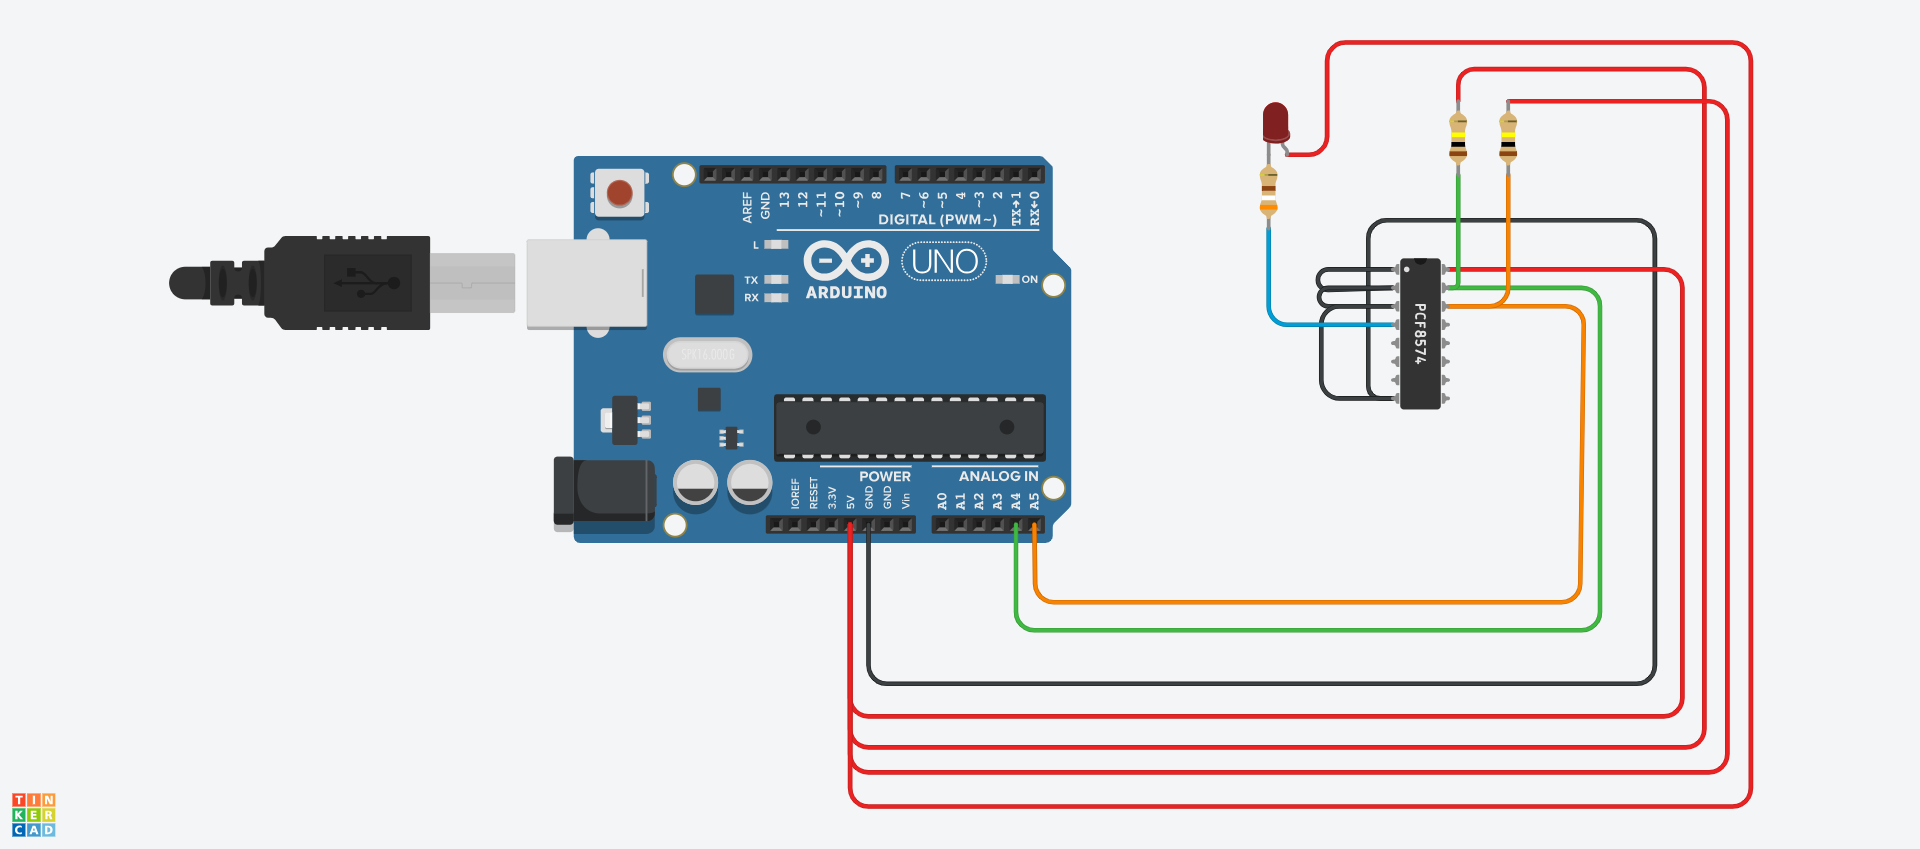 AREF
GND
13
12
~11
~10
~9
8
7
~6
~5
4
~3
2
TX→1
RX←0
DIGITAL (PWM~)
L
TX
RX
UNO
ON
ARDUINO
SPK16.000G
PCF8574
POWER
ANALOG IN
IOREF
RESET
3.3V
5V
GND
GND
Vin
A0
A1
A2
A3
A4
A5
TIN
KER
CAD